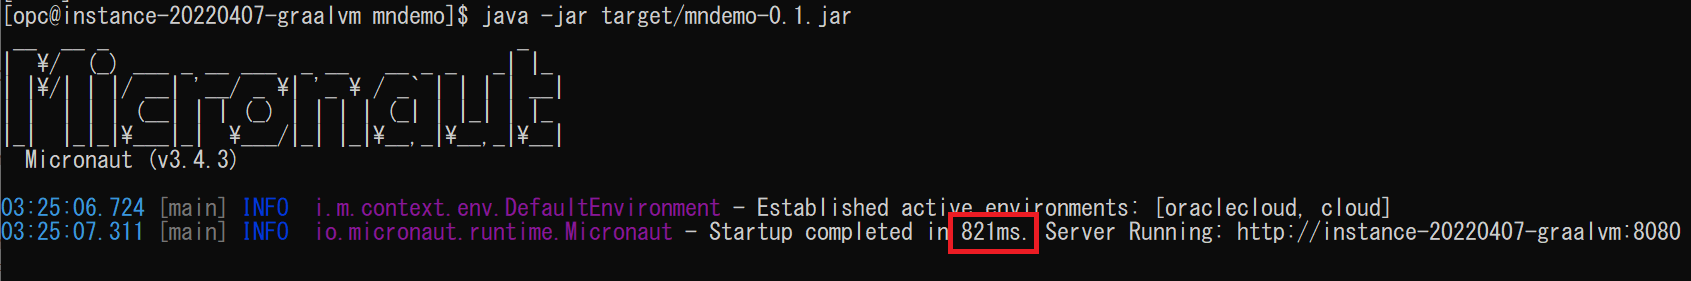 [opc@instance-20220407-graalvm mndemo]$ java -jar target/mndemo-0.1.jar
Micronaut
Micronaut (v3.4.3)
03:25:06.724 [main] INFO  i.m.context.env.DefaultEnvironment - Established active environments: [oraclecloud, cloud]
03:25:07.311 [main] INFO  io.micronaut.runtime.Micronaut - Startup completed in 821ms. Server Running: http://instance-20220407-graalvm:8080